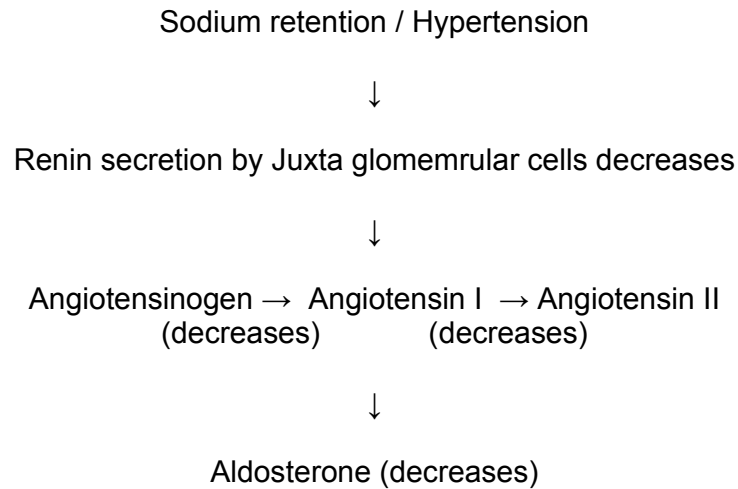 Sodium retention / Hypertension
↓
Renin secretion by Juxta glomemrular cells decreases
↓
Angiotensinogen → Angiotensin I → Angiotensin II
(decreases) (decreases)
↓
Aldosterone (decreases)